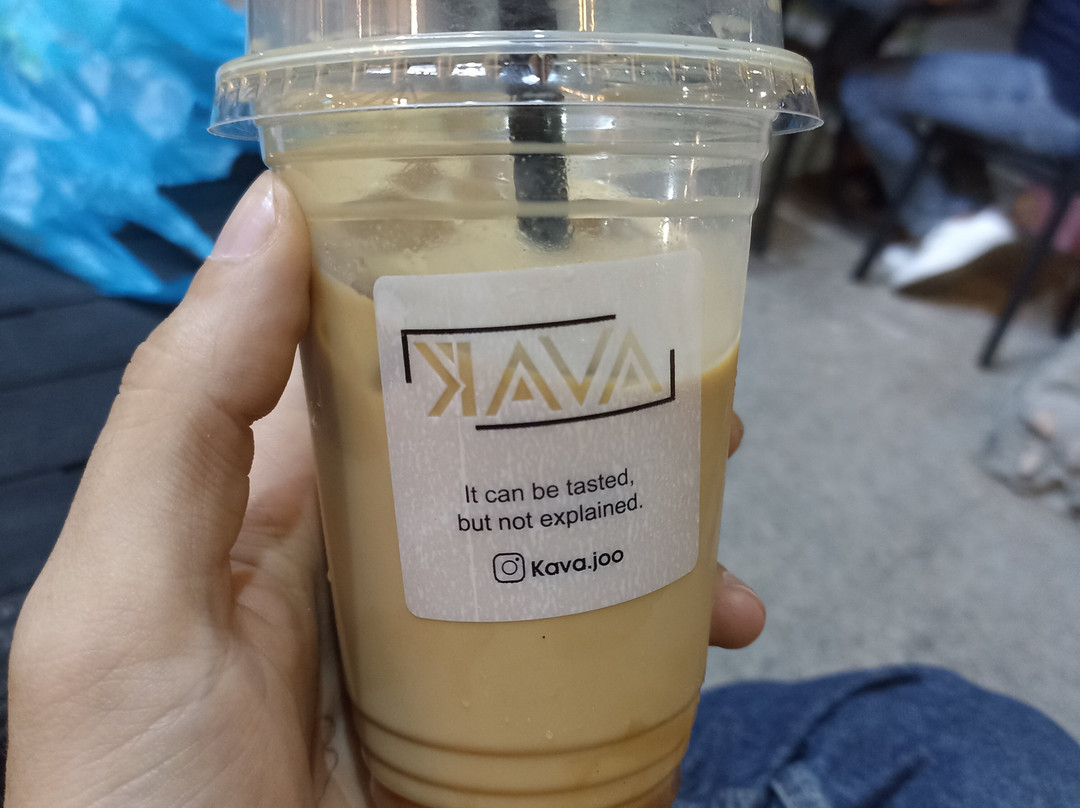 KAVA
It can be tasted,
but not explained.
Kava.joo